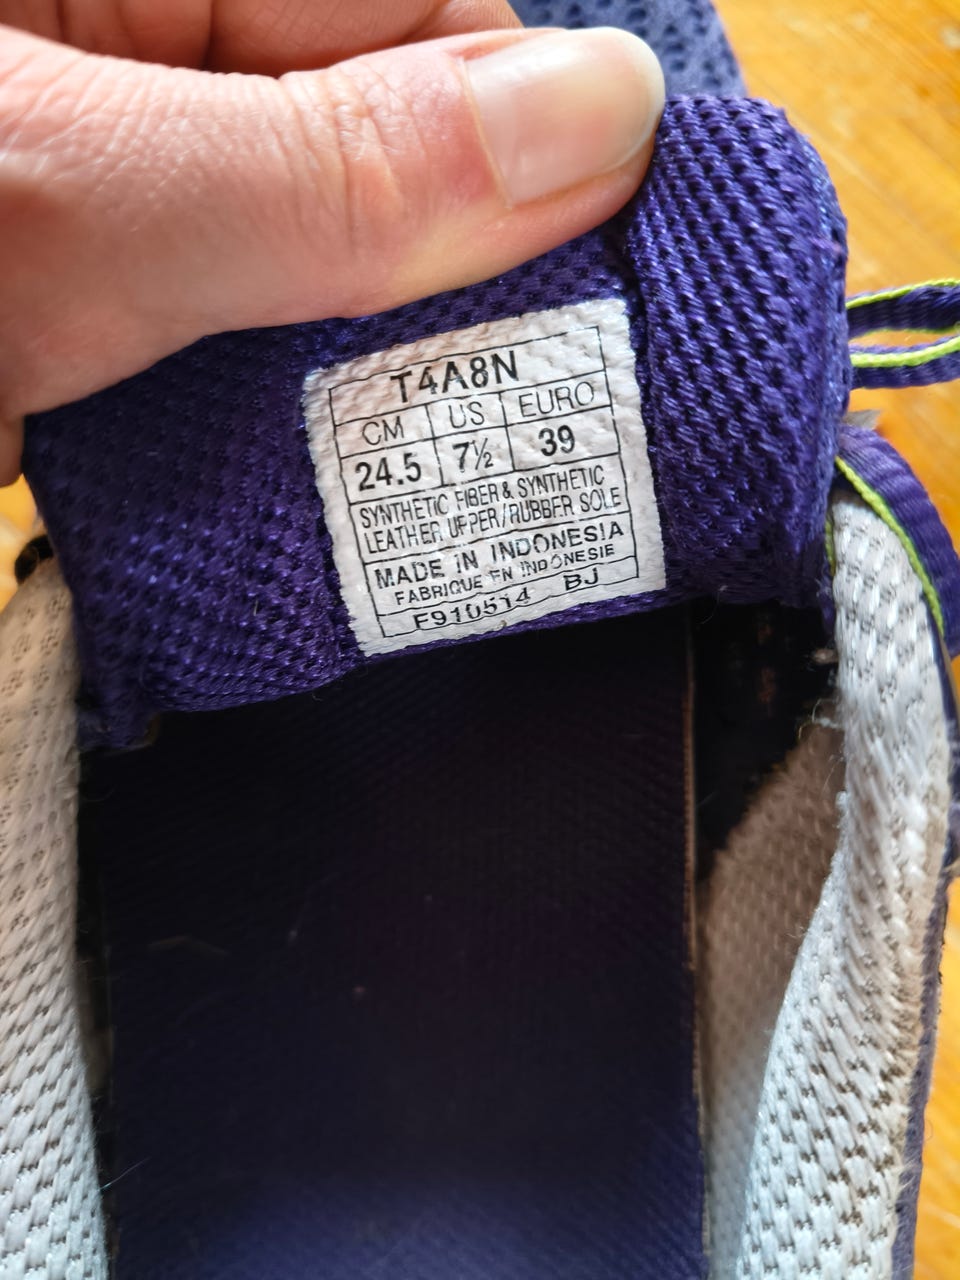 T4A8N
CM US EURO
24.5 7½ 39
SYNTHETIC FIBER & SYNTHETIC
LEATHER UPPER/RUBBER SOLE
MADE IN INDONESIA
FABRIQUE EN INDONESIE
F910514 BJ